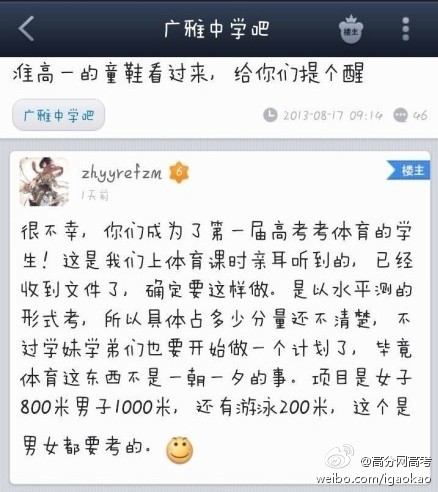 广雅中学吧
楼主
准高一的童鞋看过来，给你们提个醒
广雅中学吧
2013-08-17 09:14
46
zhyyrefzm
6
楼主
1天前
很不幸，你们成为了第一届高考考体育的学
生！这是我们上体育课时亲耳听到的，已经
收到文件了，确定要这样做。是以水平测的
形式考，所以具体占多少分量还不清楚，不
过学妹学弟们也要开始做一个计划了，毕竟
体育这东西不是一朝一夕的事。项目是女子
800米男子1000米，还有游泳200米，这个是
男女都要考的。
@高分网高考
weibo.com/igaokao